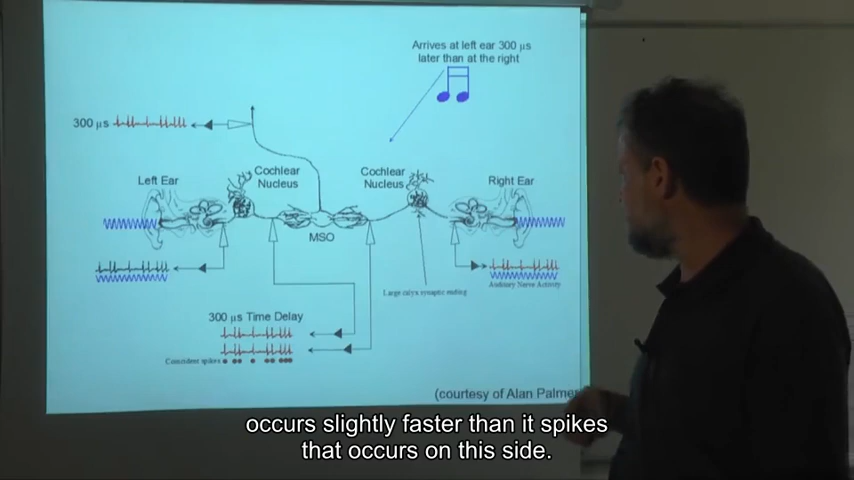 Arrives at left ear 300 µs
later than at the right
300 µs
Cochlear
Nucleus
Cochlear
Nucleus
Left Ear
Right Ear
MSO
Large calyx synaptic ending
Auditory Nerve Activity
300 µs Time Delay
Coincident spikes
(courtesy of Alan Palmer
occurs slightly faster than it spikes
that occurs on this side.